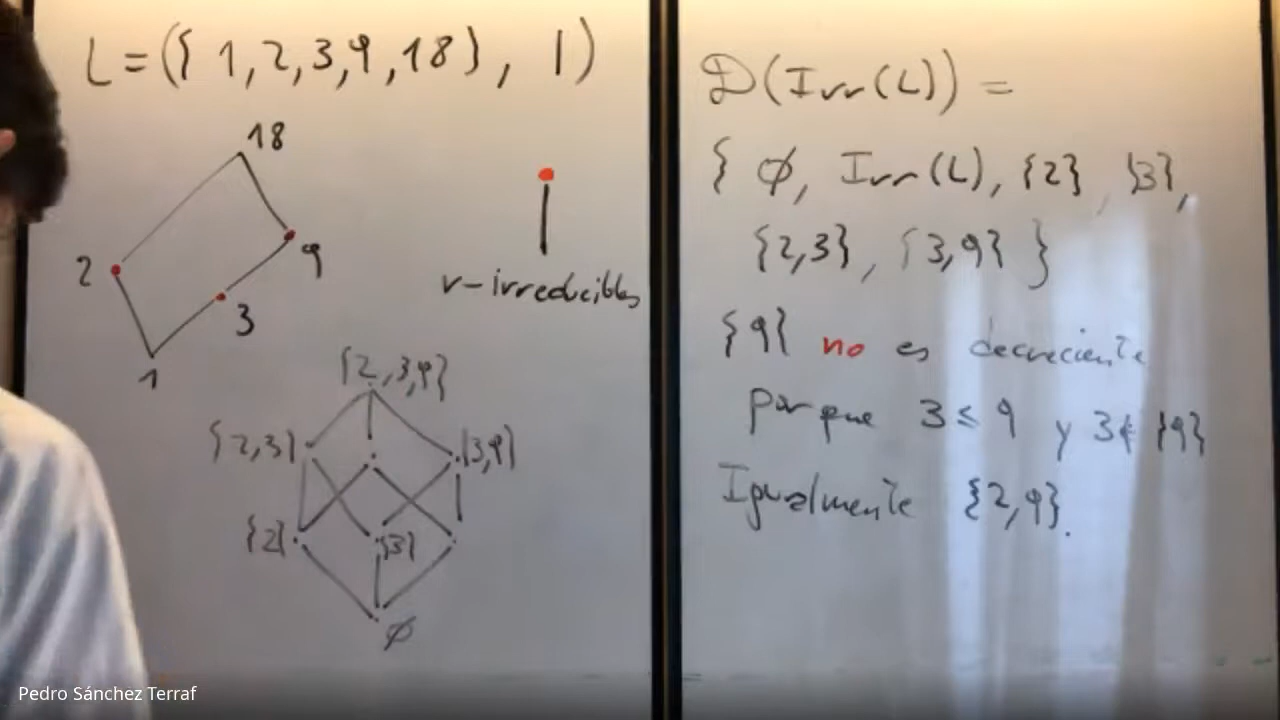 L = ({ 1, 2, 3, 9, 18 }, | )
18
2
9
3
1
v-irreducibles
{2,3,9}
{2,3}
{3,9}
{2}
{3}
∅
D(Irr(L)) =
{ ∅, Irr(L), {2}, {3},
{2,3}, {3,9} }
{9} no es decreciente
porque 3 ≤ 9 y 3 ∉ {9}
Igualmente {2,9}.
Pedro Sánchez Terraf